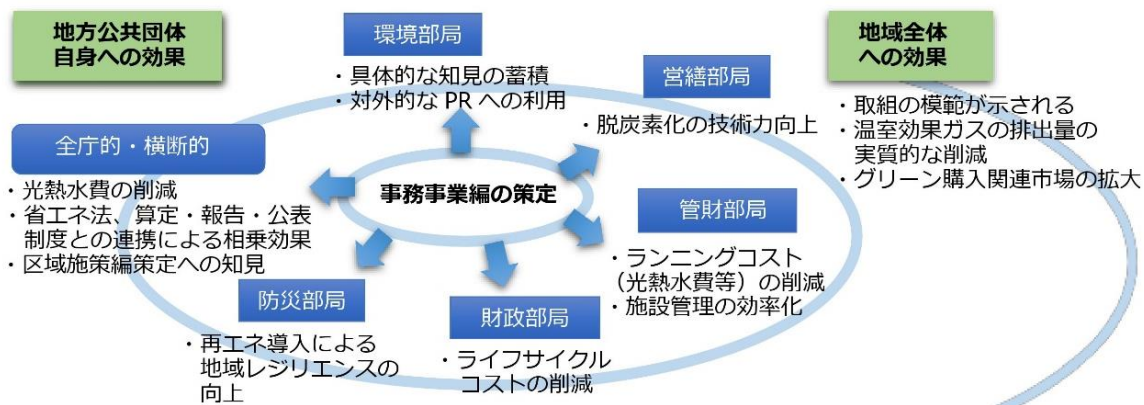 地方公共団体
自身への効果
環境部局
・具体的な知見の蓄積
・対外的な PR への利用
営繕部局
・脱炭素化の技術力向上
地域全体
への効果
・取組の模範が示される
・温室効果ガスの排出量の
実質的な削減
・グリーン購入関連市場の拡大
全庁的・横断的
・光熱水費の削減
・省エネ法、算定・報告・公表
制度との連携による相乗効果
・区域施策編策定への知見
事務事業編の策定
管財部局
・ランニングコスト
（光熱水費等）の削減
・施設管理の効率化
防災部局
・再エネ導入による
地域レジリエンスの
向上
財政部局
・ライフサイクル
コストの削減